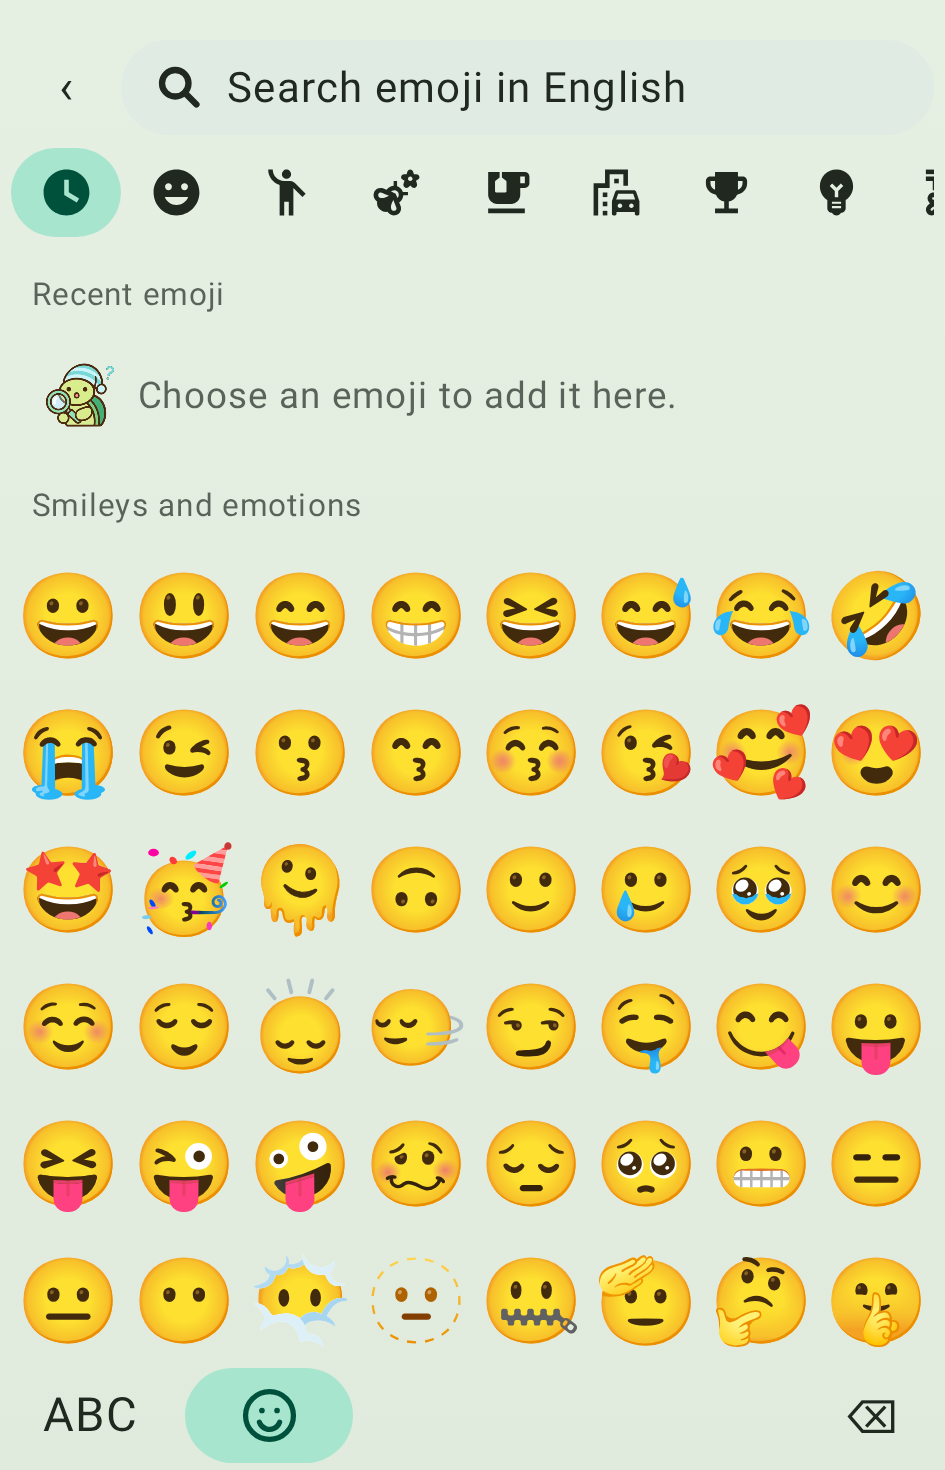 Search emoji in English
Recent emoji
Choose an emoji to add it here.
Smileys and emotions
ABC